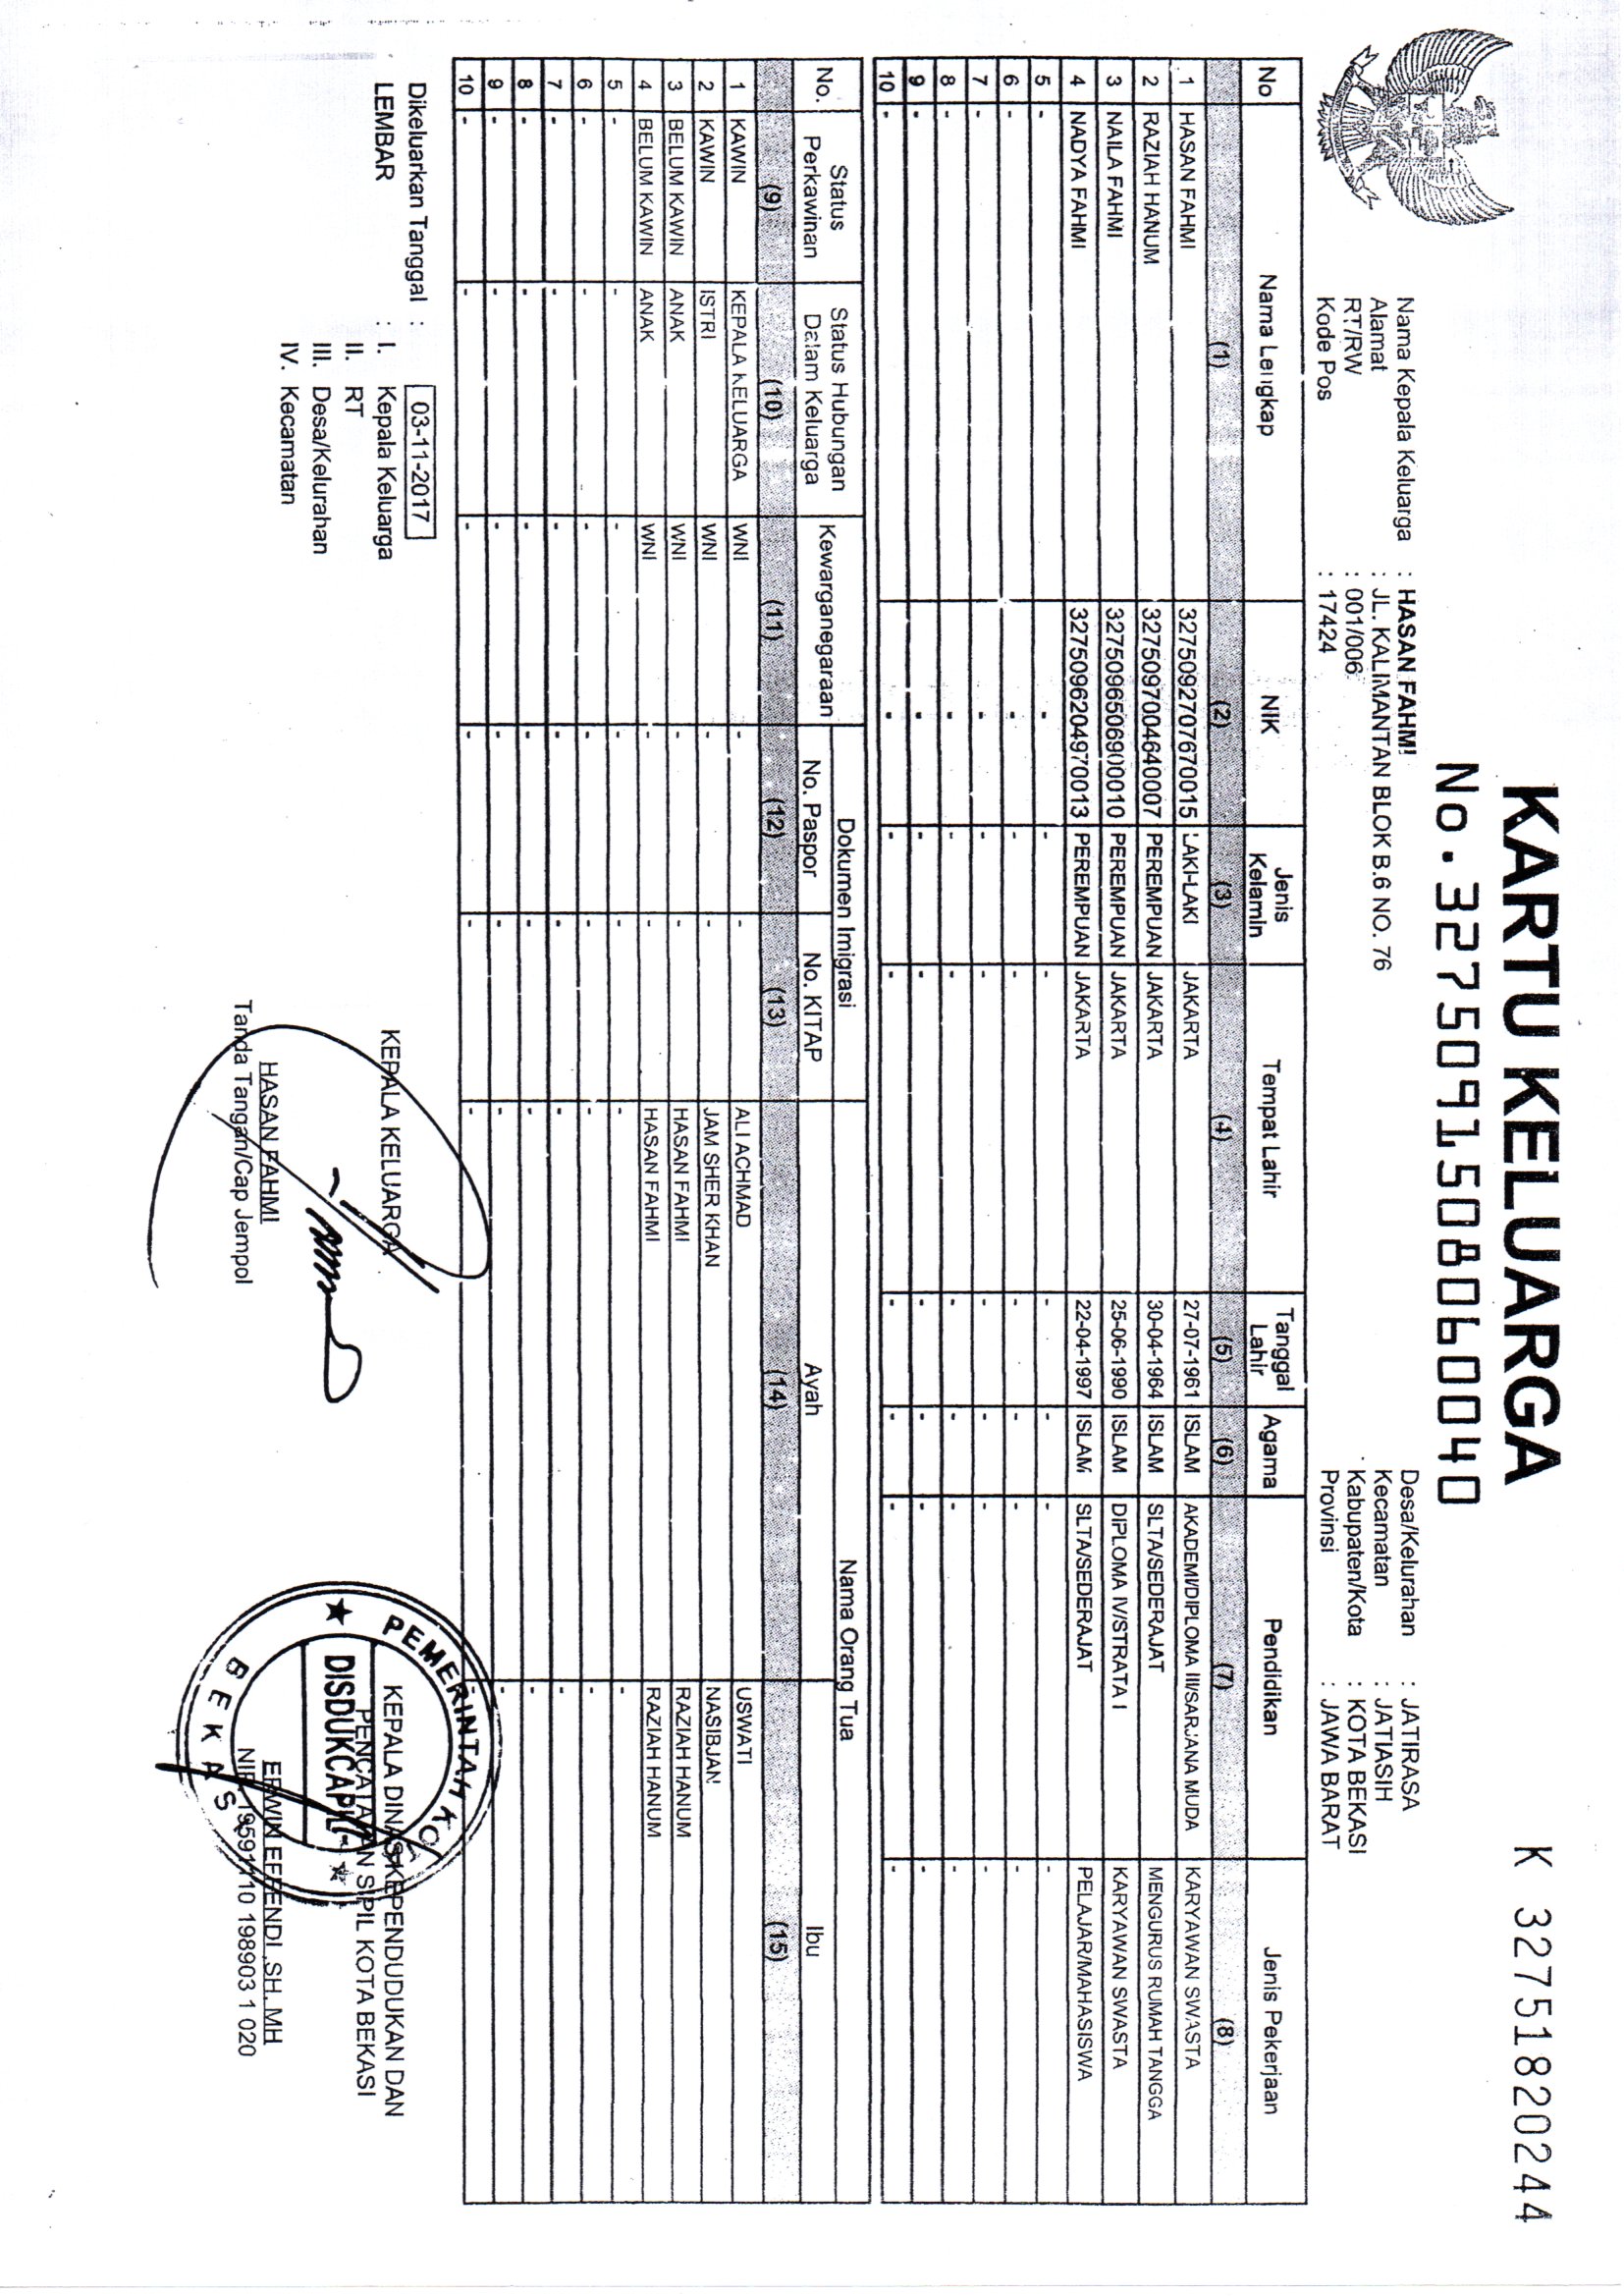 K 32751820244
KARTU KELUARGA
No. 3275091508060040
Nama Kepala Keluarga : HASAN FAHMI
Alamat : JL. KALIMANTAN BLOK B.6 NO. 76
RT/RW : 001/006
Kode Pos : 17424
Desa/Kelurahan : JATIRASA
Kecamatan : JATIASIH
Kabupaten/Kota : KOTA BEKASI
Provinsi : JAWA BARAT
No Nama Lengkap NIK Jenis Kelamin Tempat Lahir Tanggal Lahir Agama Pendidikan Jenis Pekerjaan
(1) (2) (3) (4) (5) (6) (7) (8)
1 HASAN FAHMI 3275092707670015 LAKI-LAKI JAKARTA 27-07-1961 ISLAM AKADEMI/DIPLOMA III/SARJANA MUDA KARYAWAN SWASTA
2 RAZIAH HANUM 3275097004640007 PEREMPUAN JAKARTA 30-04-1964 ISLAM SLTA/SEDERAJAT MENGURUS RUMAH TANGGA
3 NAILA FAHMI 3275096506900010 PEREMPUAN JAKARTA 25-06-1990 ISLAM DIPLOMA IV/STRATA I KARYAWAN SWASTA
4 NADYA FAHMI 3275096204970013 PEREMPUAN JAKARTA 22-04-1997 ISLAM SLTA/SEDERAJAT PELAJAR/MAHASISWA
5 - - - - - - - -
6 - - - - - - - -
7 - - - - - - - -
8 - - - - - - - -
9 - - - - - - - -
10 - - - - - - - -
No. Status Perkawinan Status Hubungan Dalam Keluarga Kewarganegaraan Dokumen Imigrasi Nama Orang Tua
No. Paspor No. KITAP Ayah Ibu
(9) (10) (11) (12) (13) (14) (15)
1 KAWIN KEPALA KELUARGA WNI - - ALI ACHMAD USWATI
2 KAWIN ISTRI WNI - - JAM SHER KHAN NASIBJAN
3 BELUM KAWIN ANAK WNI - - HASAN FAHMI RAZIAH HANUM
4 BELUM KAWIN ANAK WNI - - HASAN FAHMI RAZIAH HANUM
5 - - - - - - -
6 - - - - - - -
7 - - - - - - -
8 - - - - - - -
9 - - - - - - -
10 - - - - - - -
Dikeluarkan Tanggal : 03-11-2017
LEMBAR : I. Kepala Keluarga
II. RT
III. Desa/Kelurahan
IV. Kecamatan
KEPALA KELUARGA
HASAN FAHMI
Tanda Tangan/Cap Jempol
KEPALA DINAS KEPENDUDUKAN DAN
PENCATATAN SIPIL KOTA BEKASI
PEMERINTAH KOTA
DISDUKCAPIL
BEKASI
ERWIN EFFENDI ,SH. MH
NIP. 19591110 198903 1 020